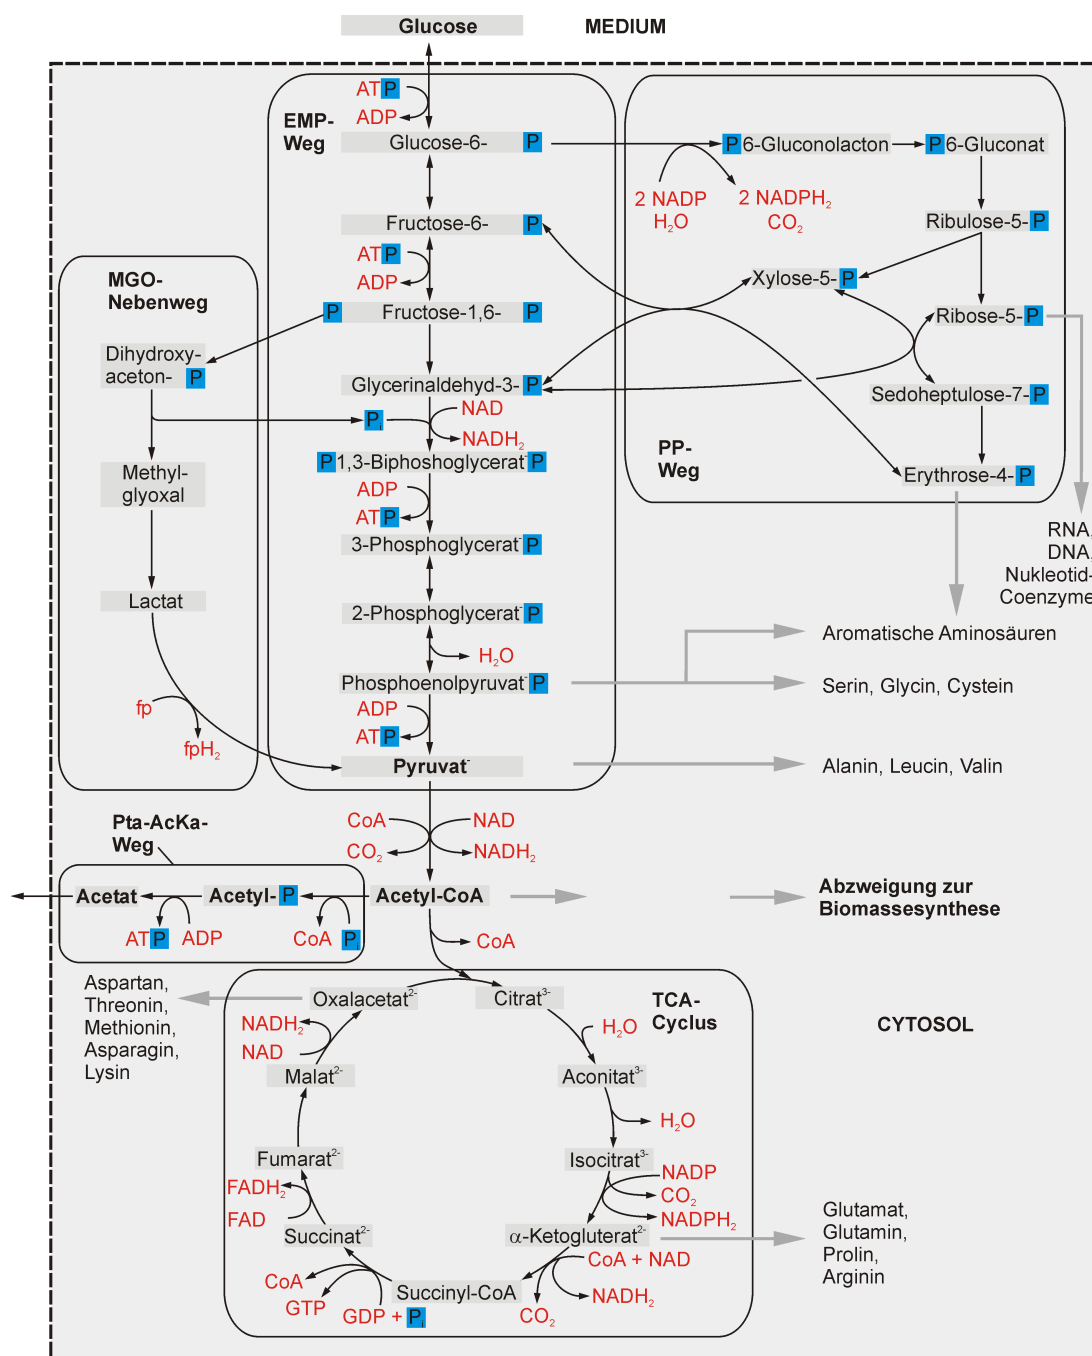 Glucose
MEDIUM
ATP
ADP
EMP-
Weg
Glucose-6- P
P 6-Gluconolacton
P 6-Gluconat
2 NADP
H₂O
2 NADPH₂
CO₂
Fructose-6- P
Ribulose-5- P
ATP
ADP
MGO-
Nebenweg
Xylose-5- P
P Fructose-1,6- P
Ribose-5- P
Dihydroxy-
aceton- P
Glycerinaldehyd-3- P
Sedoheptulose-7- P
Pi
NAD
NADH₂
PP-
Weg
P 1,3-Biphoshoglycerat⁻ P
Erythrose-4- P
Methyl-
glyoxal
ADP
ATP
3-Phosphoglycerat⁻ P
RNA,
DNA,
Nukleotid-
Coenzyme
Lactat
2-Phosphoglycerat⁻ P
Aromatische Aminosäuren
H₂O
Phosphoenolpyruvat⁻ P
Serin, Glycin, Cystein
fp
fpH₂
ADP
ATP
Pyruvat⁻
Alanin, Leucin, Valin
Pta-AcKa-
Weg
CoA
CO₂
NAD
NADH₂
Acetat
Acetyl- P
Acetyl-CoA
Abzweigung zur
Biomassesynthese
ATP
ADP
CoA
Pi
CoA
Aspartan,
Threonin,
Methionin,
Asparagin,
Lysin
Oxalacetat²⁻
Citrat³⁻
TCA-
Cyclus
CYTOSOL
NADH₂
NAD
H₂O
Malat²⁻
Aconitat³⁻
H₂O
Fumarat²⁻
Isocitrat³⁻
NADP
CO₂
NADPH₂
FADH₂
FAD
Succinat²⁻
α-Ketogluterat²⁻
Glutamat,
Glutamin,
Prolin,
Arginin
CoA + NAD
NADH₂
CO₂
Succinyl-CoA
CoA
GTP
GDP + Pi